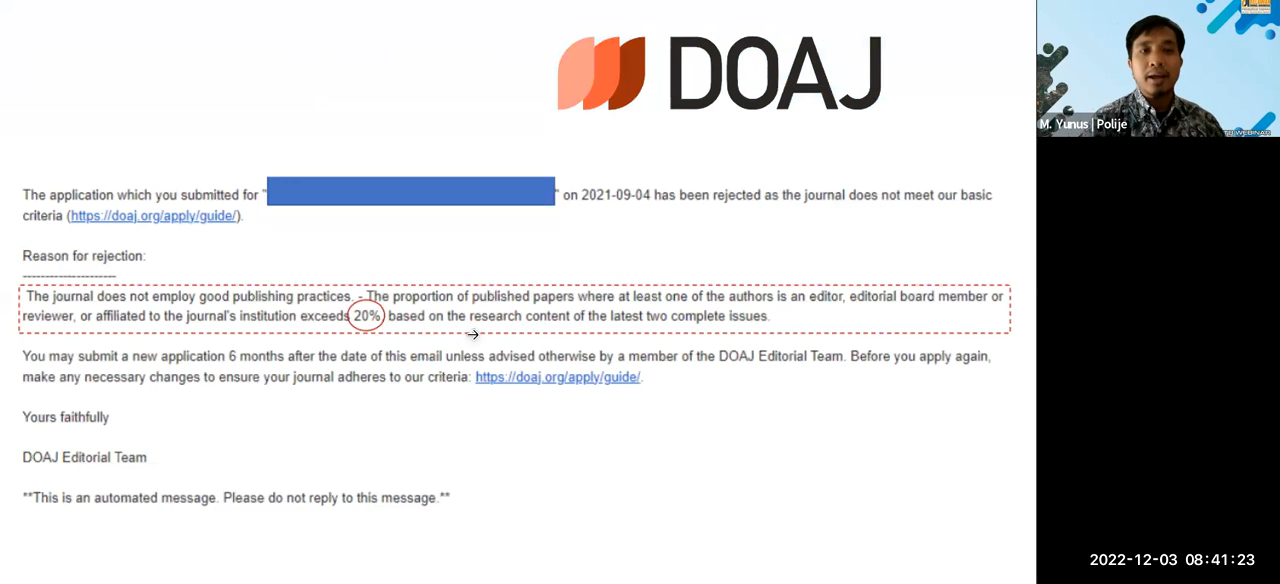 DOAJ
The application which you submitted for "
" on 2021-09-04 has been rejected as the journal does not meet our basic
criteria (https://doaj.org/apply/guide/).
Reason for rejection:
---------------------
The journal does not employ good publishing practices. - The proportion of published papers where at least one of the authors is an editor, editorial board member or
reviewer, or affiliated to the journal's institution exceeds 20% based on the research content of the latest two complete issues.
You may submit a new application 6 months after the date of this email unless advised otherwise by a member of the DOAJ Editorial Team. Before you apply again,
make any necessary changes to ensure your journal adheres to our criteria: https://doaj.org/apply/guide/.
Yours faithfully
DOAJ Editorial Team
**This is an automated message. Please do not reply to this message.**
M. Yunus | Polije
WEBINAR
2022-12-03 08:41:23